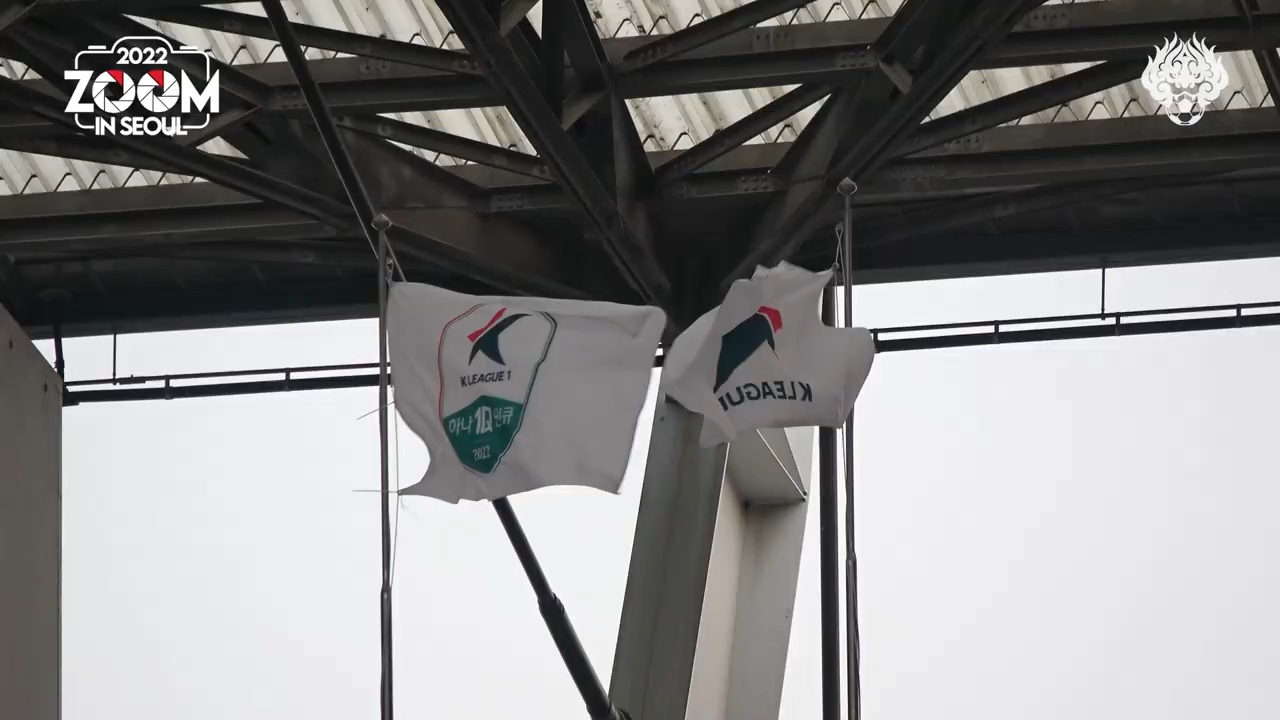 2022
ZOOM
IN SEOUL
K LEAGUE 1
하나 1Q 원큐
2022
K LEAGUE